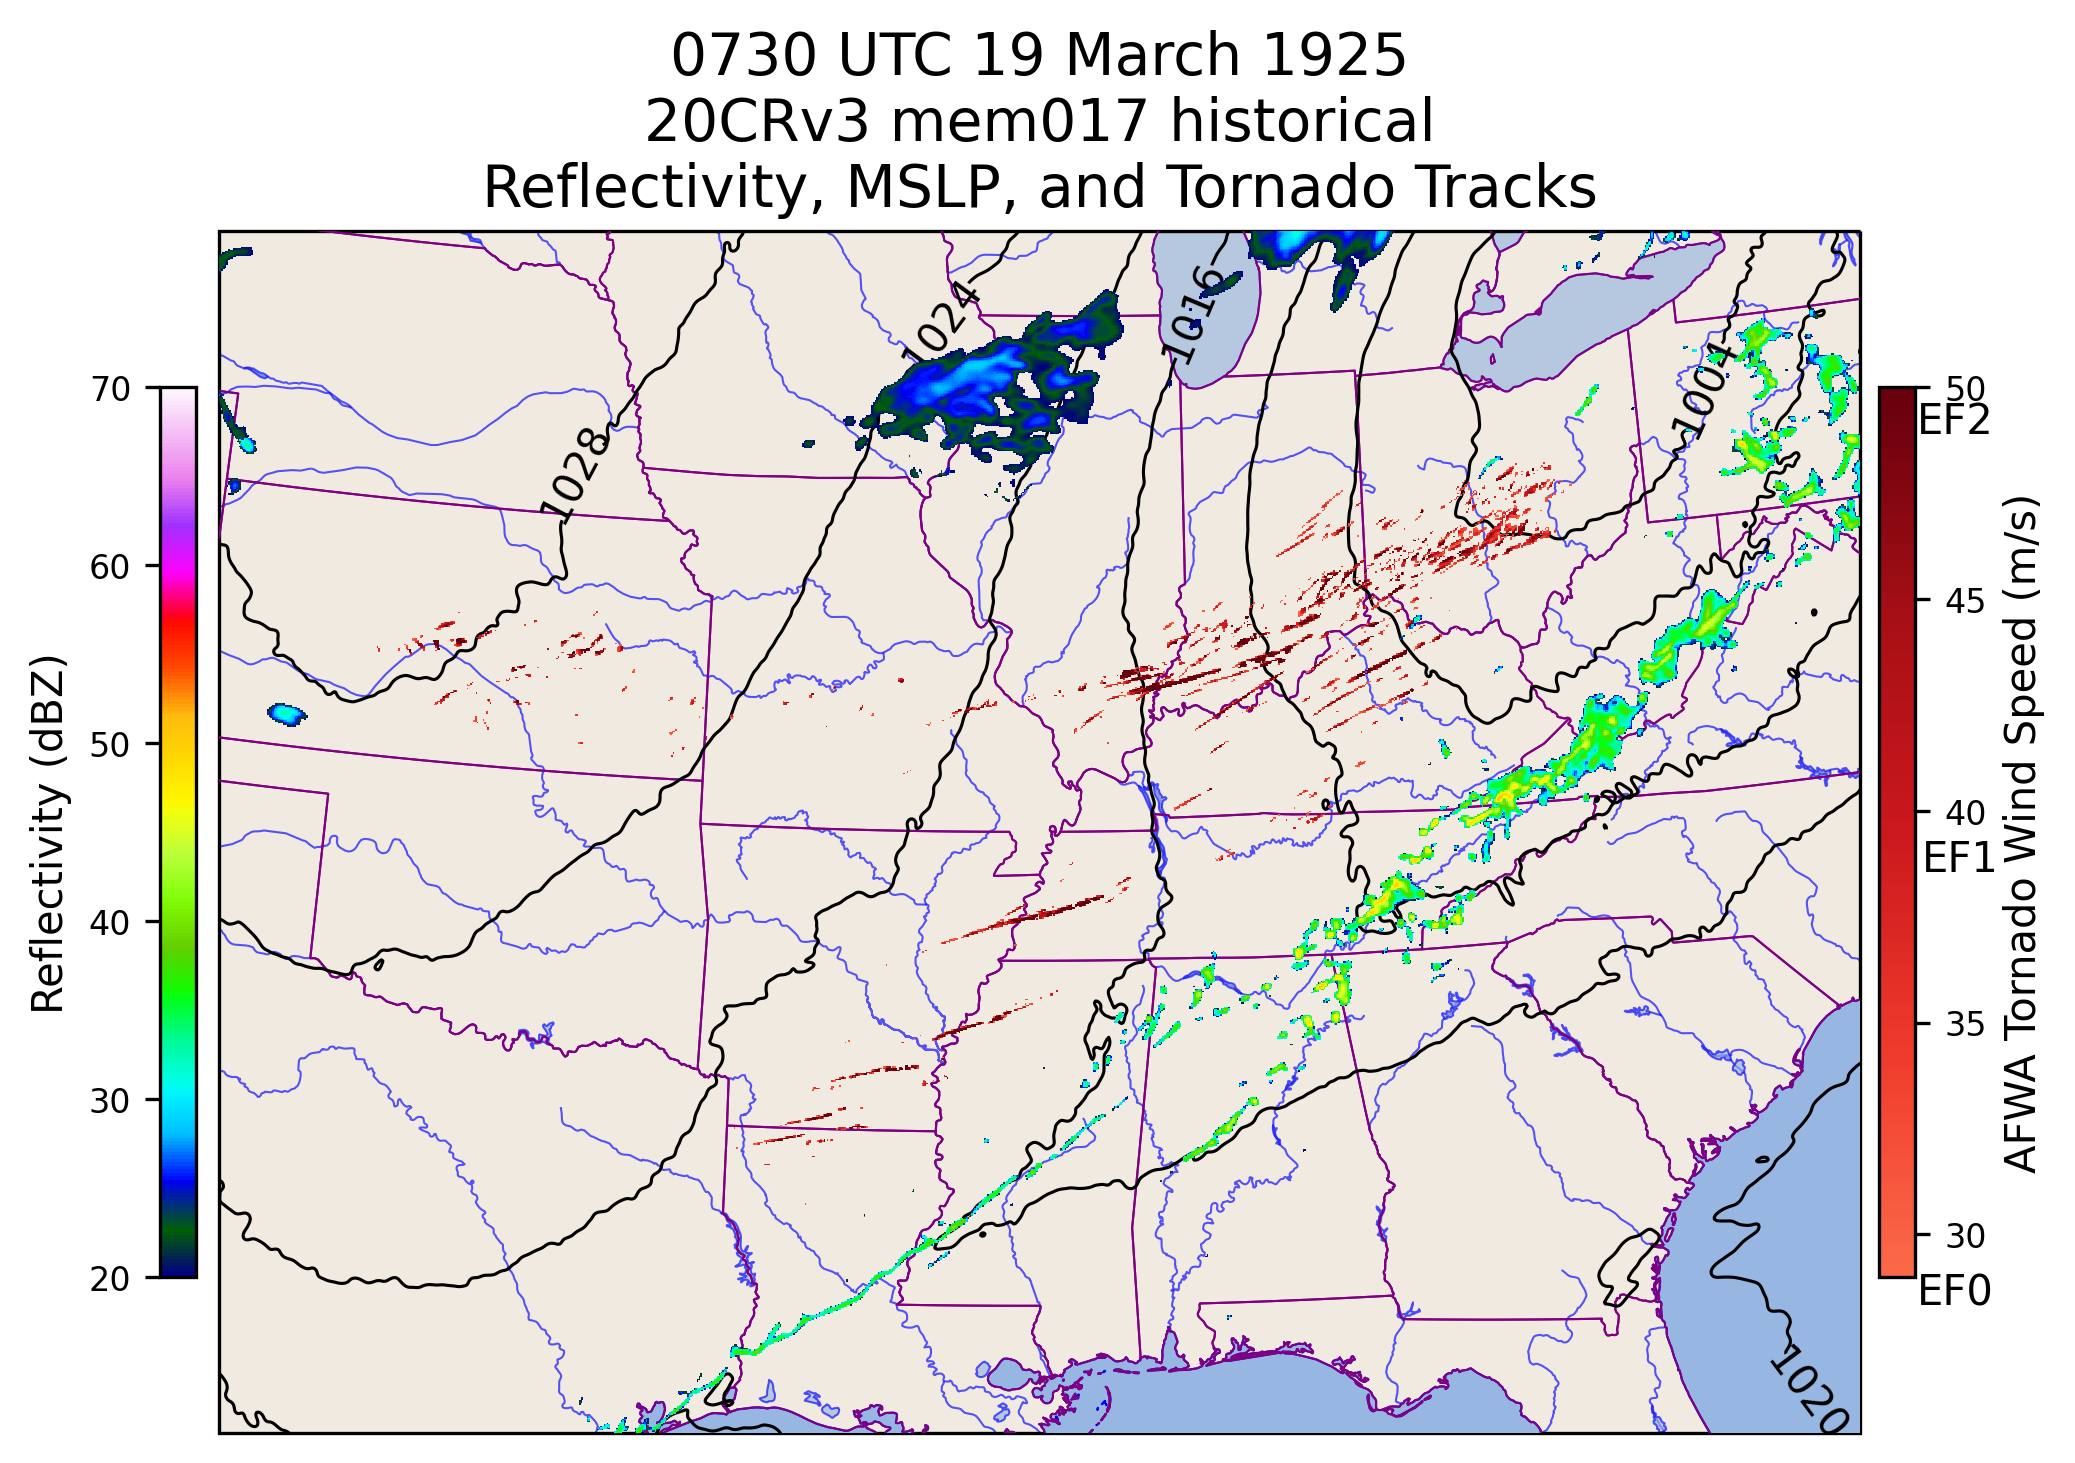 0730 UTC 19 March 1925
20CRv3 mem017 historical
Reflectivity, MSLP, and Tornado Tracks
Reflectivity (dBZ)
70
60
50
40
30
20
1024
1016
1028
1004
1020
50
EF2
45
40
EF1
35
30
EF0
AFWA Tornado Wind Speed (m/s)